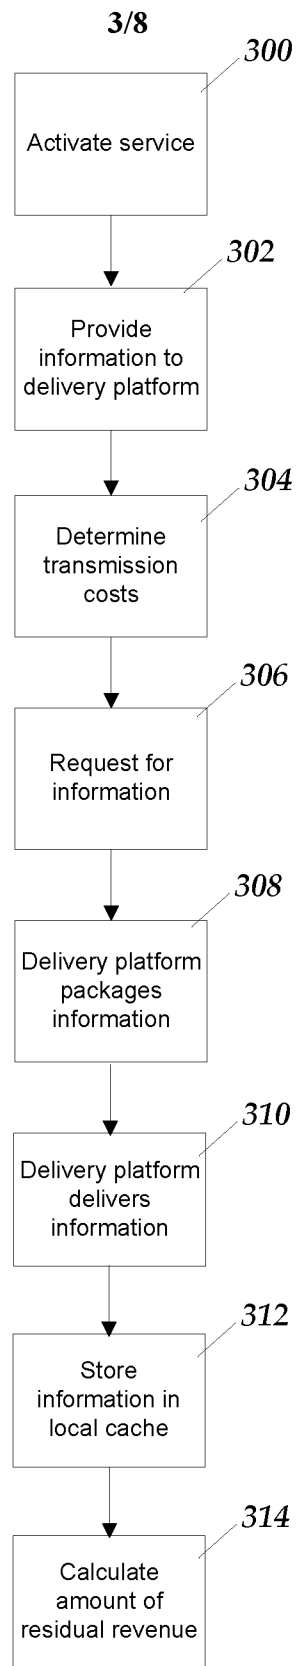 3/8
300
Activate service
302
Provide
information to
delivery platform
304
Determine
transmission
costs
306
Request for
information
308
Delivery platform
packages
information
310
Delivery platform
delivers
information
312
Store
information in
local cache
314
Calculate
amount of
residual revenue